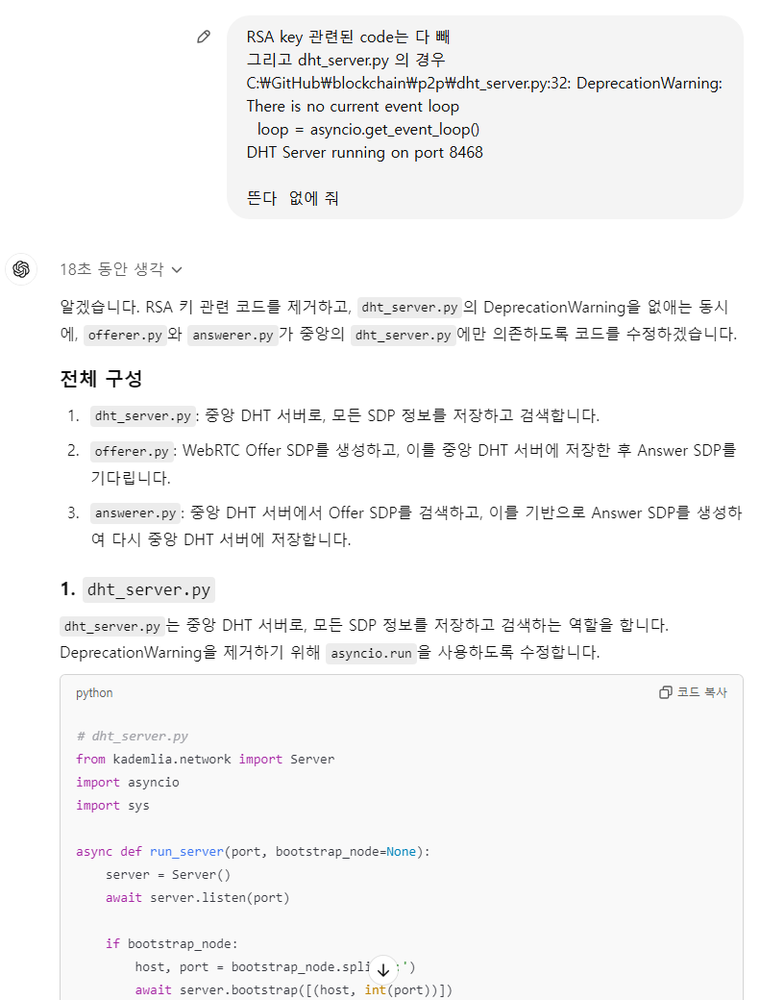 RSA key 관련된 code는 다 빼
그리고 dht_server.py 의 경우
C:₩GitHub₩blockchain₩p2p₩dht_server.py:32: DeprecationWarning:
There is no current event loop
  loop = asyncio.get_event_loop()
DHT Server running on port 8468

뜬다  없에 줘
18초 동안 생각
알겠습니다. RSA 키 관련 코드를 제거하고, dht_server.py의 DeprecationWarning을 없애는 동시
에, offerer.py와 answerer.py가 중앙의 dht_server.py에만 의존하도록 코드를 수정하겠습니다.
전체 구성
1. dht_server.py: 중앙 DHT 서버로, 모든 SDP 정보를 저장하고 검색합니다.
2. offerer.py: WebRTC Offer SDP를 생성하고, 이를 중앙 DHT 서버에 저장한 후 Answer SDP를
기다립니다.
3. answerer.py: 중앙 DHT 서버에서 Offer SDP를 검색하고, 이를 기반으로 Answer SDP를 생성하
여 다시 중앙 DHT 서버에 저장합니다.
1. dht_server.py
dht_server.py는 중앙 DHT 서버로, 모든 SDP 정보를 저장하고 검색하는 역할을 합니다.
DeprecationWarning을 제거하기 위해 asyncio.run을 사용하도록 수정합니다.
python
코드 복사
# dht_server.py
from kademlia.network import Server
import asyncio
import sys

async def run_server(port, bootstrap_node=None):
    server = Server()
    await server.listen(port)

    if bootstrap_node:
        host, port = bootstrap_node.spli :')
        await server.bootstrap([(host, int(port))])